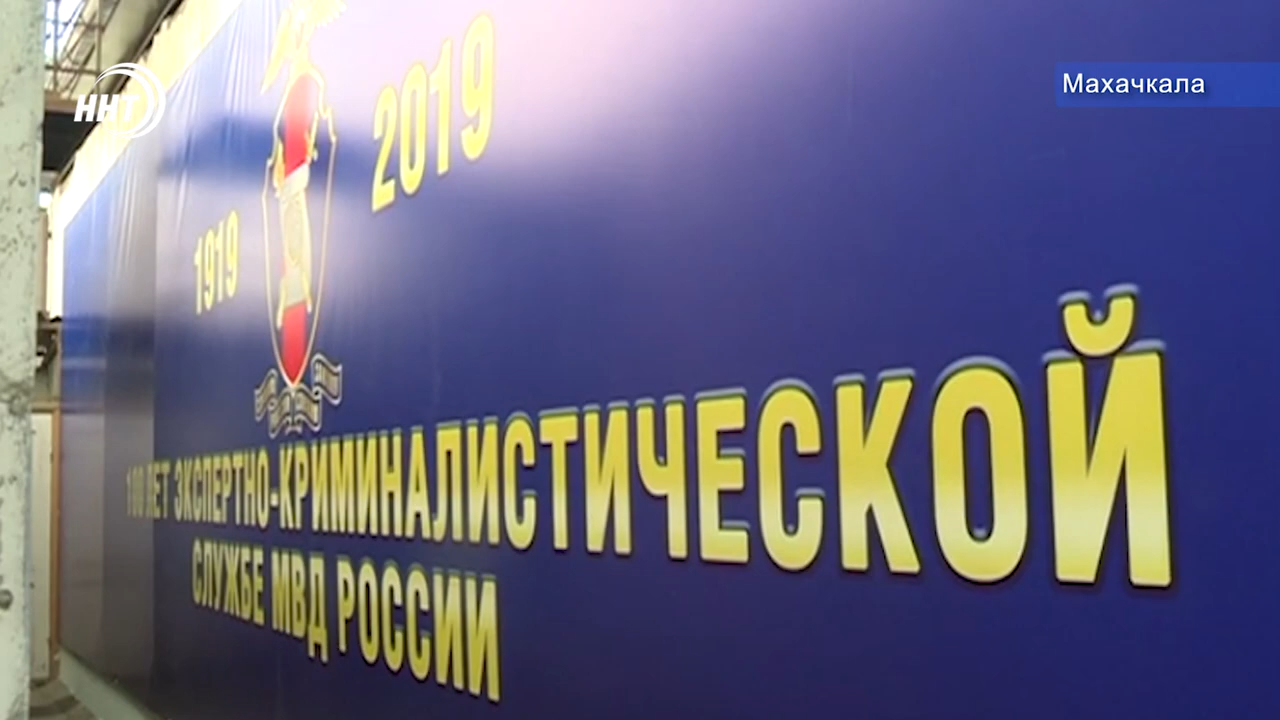 ННТ
Махачкала
1919
2019
100 ЛЕТ ЭКСПЕРТНО-КРИМИНАЛИСТИЧЕСКОЙ
СЛУЖБЕ МВД РОССИИ